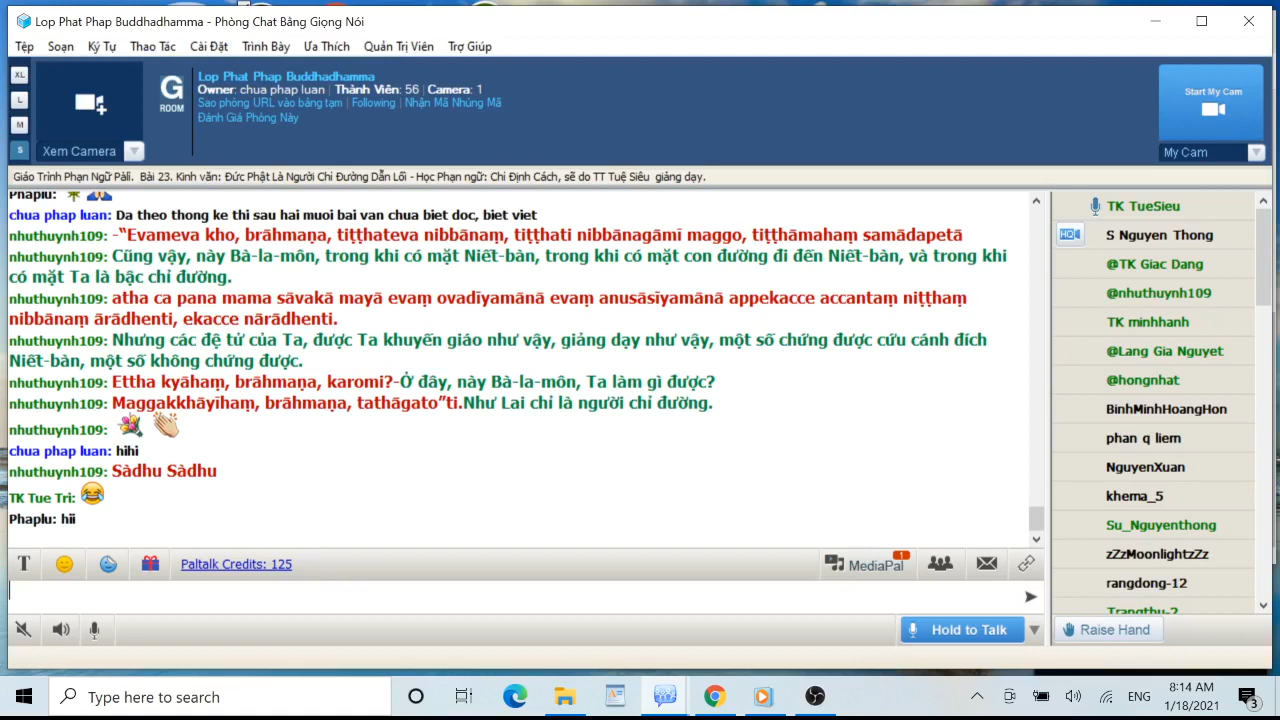 Lop Phat Phap Buddhadhamma - Phòng Chat Bằng Giọng Nói
Tệp Soạn Ký Tự Thao Tác Cài Đặt Trình Bày Ưa Thích Quản Trị Viên Trợ Giúp
XL
L
M
S
Xem Camera
G
ROOM
Lop Phat Phap Buddhadhamma
Owner: chua phap luan | Thành Viên: 56 | Camera: 1
Sao phòng URL vào bảng tạm | Following | Nhận Mã Nhúng Mã
Đánh Giá Phòng Này
Start My Cam
My Cam
Giáo Trình Phạn Ngữ Pāli. Bài 23. Kinh văn: Đức Phật Là Người Chỉ Đường Dẫn Lối - Học Phạn ngữ: Chỉ Định Cách, sẽ do TT Tuệ Siêu giảng dạy.
Phaplu:
chua phap luan: Da theo thong ke thi sau hai muoi bai van chua biet doc, biet viet
nhuthuynh109: -“Evameva kho, brāhmaṇa, tiṭṭhateva nibbānaṃ, tiṭṭhati nibbānagāmī maggo, tiṭṭhāmahaṃ samādapetā
nhuthuynh109: Cũng vậy, này Bà-la-môn, trong khi có mặt Niết-bàn, trong khi có mặt con đường đi đến Niết-bàn, và trong khi
có mặt Ta là bậc chỉ đường.
nhuthuynh109: atha ca pana mama sāvakā mayā evaṃ ovadīyamānā evaṃ anusāsīyamānā appekacce accantaṃ niṭṭhaṃ
nibbānaṃ ārādhenti, ekacce nārādhenti.
nhuthuynh109: Nhưng các đệ tử của Ta, được Ta khuyến giáo như vậy, giảng dạy như vậy, một số chứng được cứu cánh đích
Niết-bàn, một số không chứng được.
nhuthuynh109: Ettha kyāhaṃ, brāhmaṇa, karomi?-Ở đây, này Bà-la-môn, Ta làm gì được?
nhuthuynh109: Maggakkhāyīhaṃ, brāhmaṇa, tathāgato”ti.Như Lai chỉ là người chỉ đường.
nhuthuynh109:
chua phap luan: hihi
nhuthuynh109: Sàdhu Sàdhu
TK Tue Tri:
Phaplu: hii
TK TueSieu
HQ
S Nguyen Thong
@TK Giac Dang
@nhuthuynh109
TK minhhanh
@Lang Gia Nguyet
@hongnhat
BinhMinhHoangHon
phan q liem
NguyenXuan
khema_5
Su_Nguyenthong
zZzMoonlightzZz
rangdong-12
Trangthu-2
T
Paltalk Credits: 125
MediaPal
1
Hold to Talk
Raise Hand
Type here to search
ENG
8:14 AM
1/18/2021
3